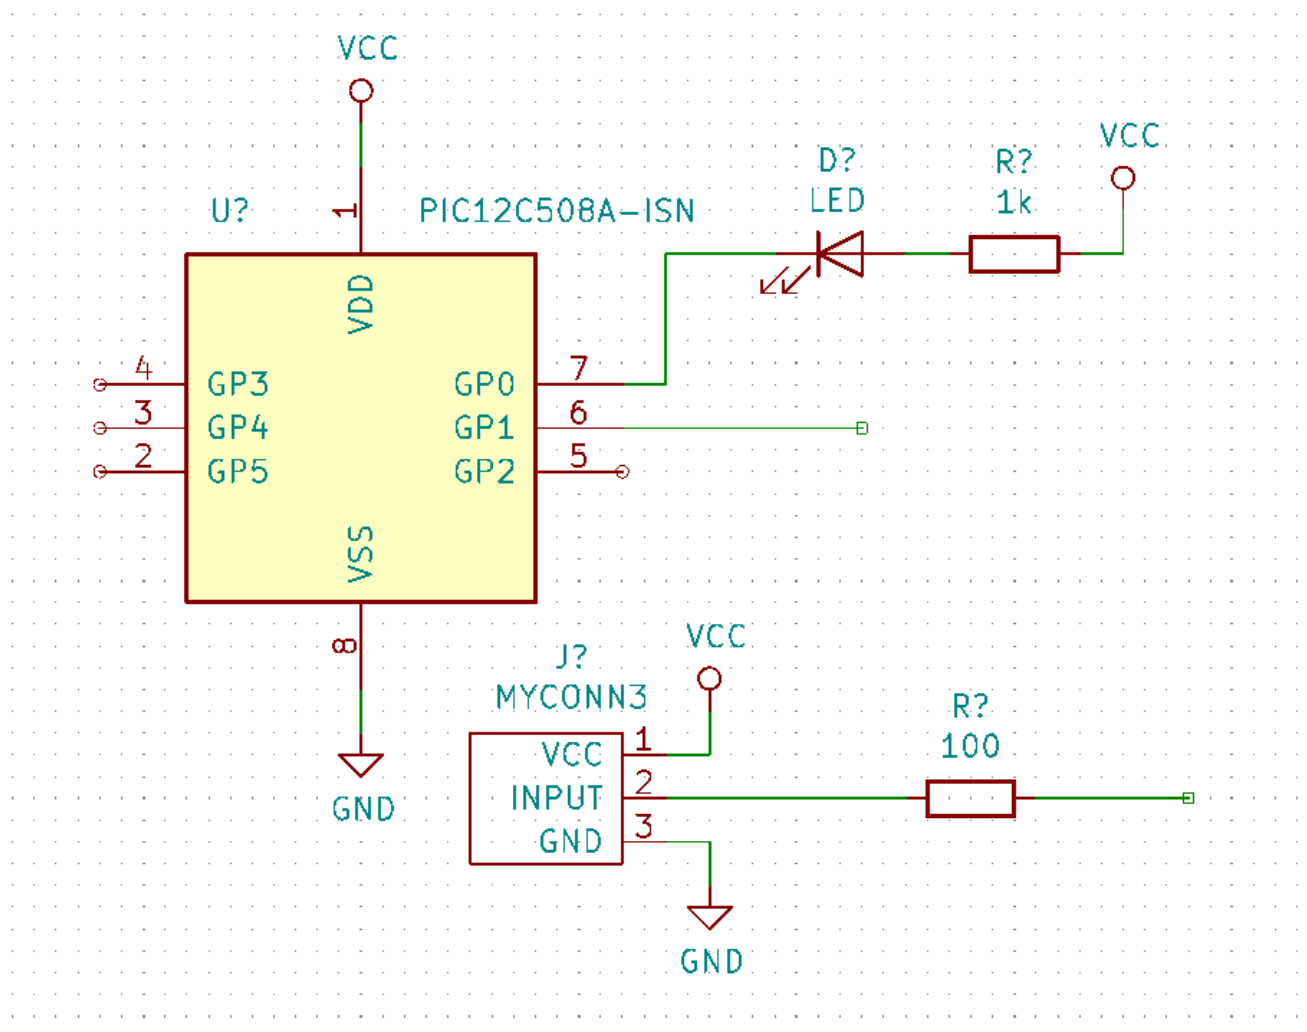 VCC
VCC
D?
R?
LED
1k
U?
1
PIC12C508A-ISN
VDD
4
GP3
GP0
7
3
GP4
GP1
6
2
GP5
GP2
5
VSS
8
GND
VCC
J?
MYCONN3
VCC
1
INPUT
2
GND
3
R?
100
GND